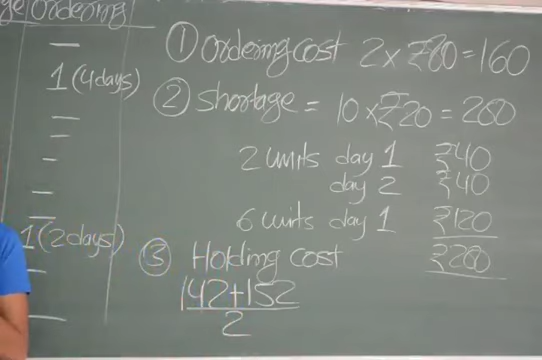 ge ordering
① Ordering cost 2 x ₹80 = 160
1 (4 days)
② Shortage = 10 x ₹20 = 200
2 units day 1 ₹40
day 2 ₹40
6 units day 1 ₹120
1 (2 days)
③ Holding cost ₹200
142+152
2